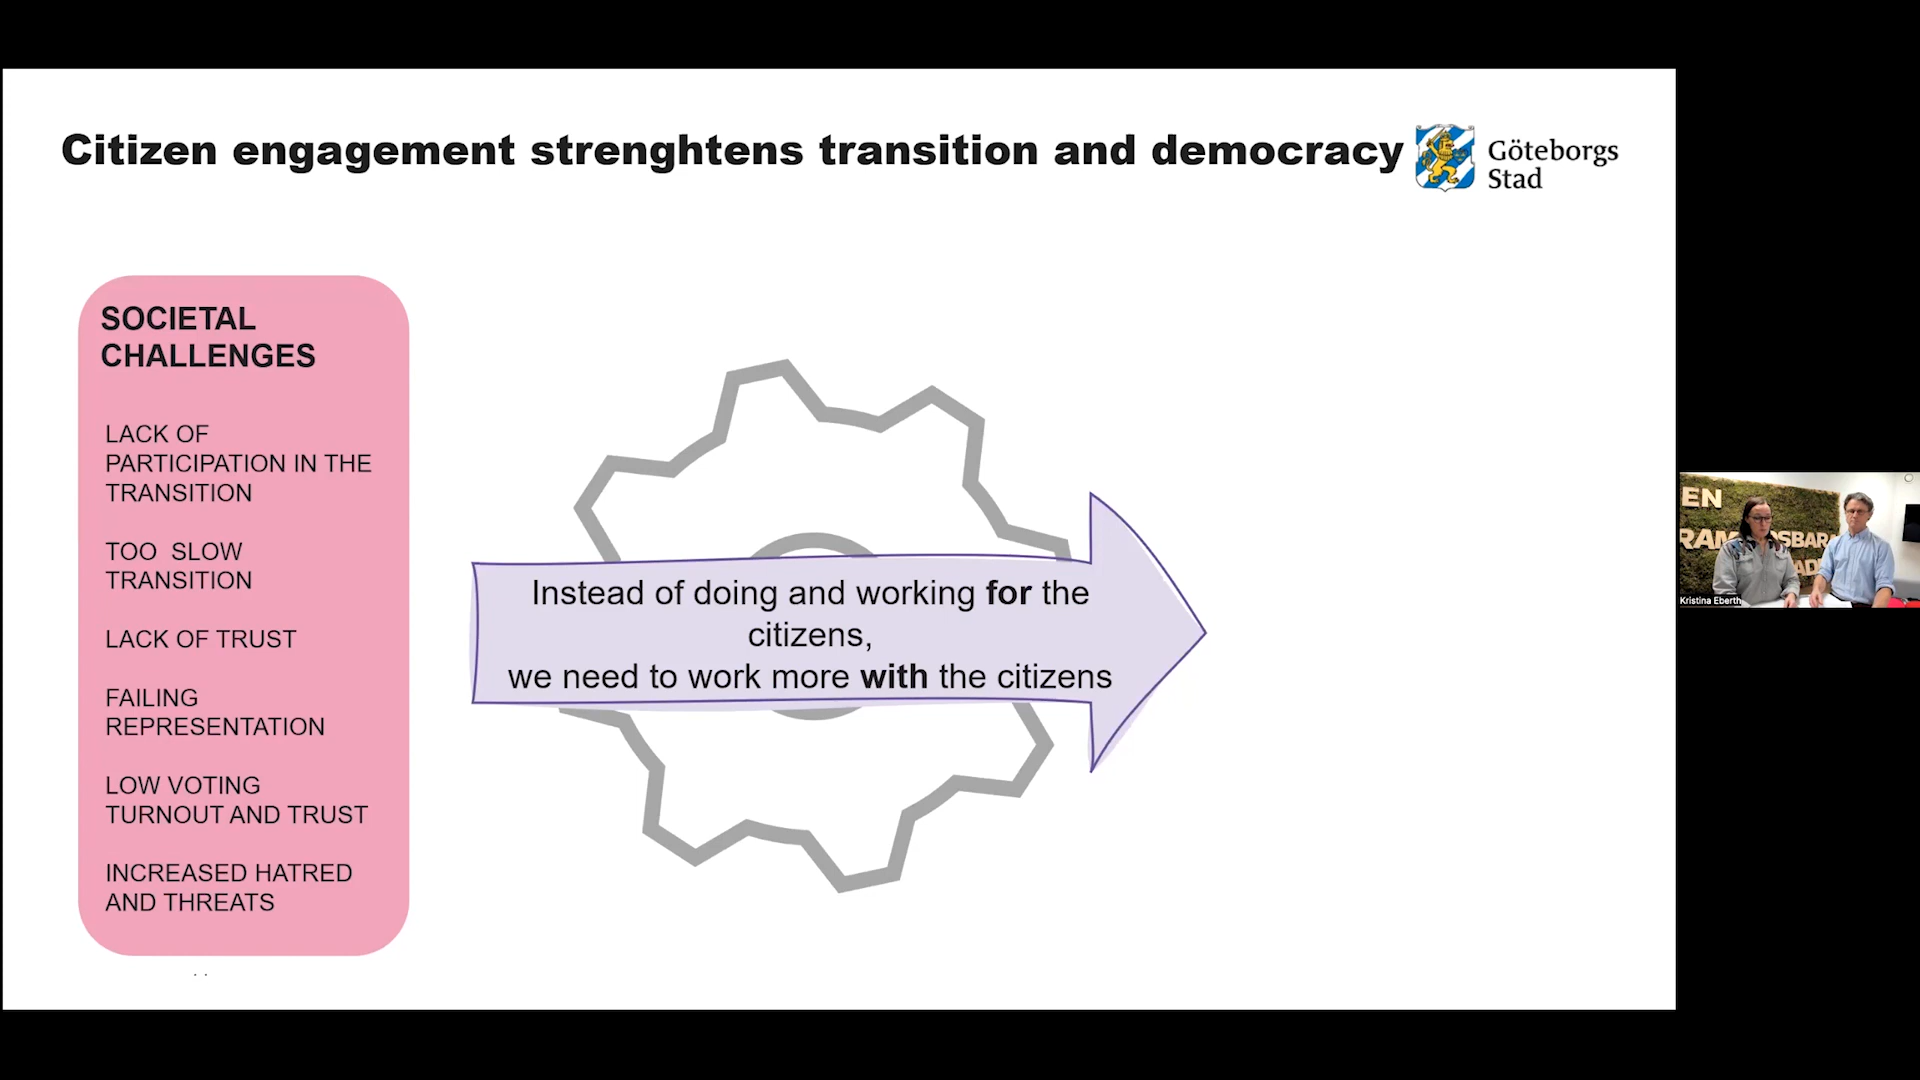 Citizen engagement strenghtens transition and democracy
Göteborgs
Stad
SOCIETAL
CHALLENGES
LACK OF
PARTICIPATION IN THE
TRANSITION
TOO SLOW
TRANSITION
LACK OF TRUST
FAILING
REPRESENTATION
LOW VOTING
TURNOUT AND TRUST
INCREASED HATRED
AND THREATS
Instead of doing and working for the
citizens,
we need to work more with the citizens
EN
Kristina Eberth